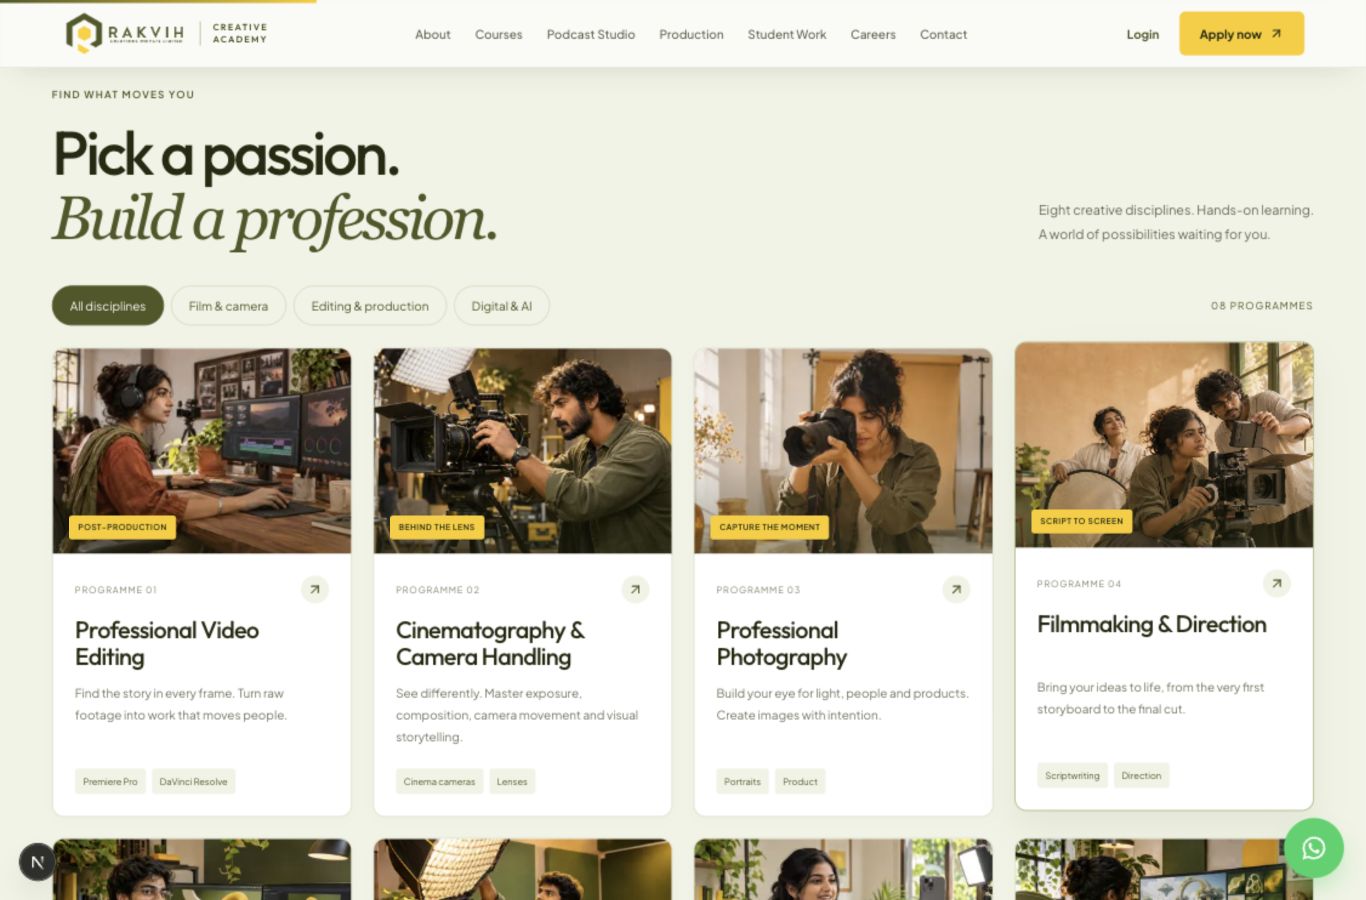 RAKVIH
CREATIVE
ACADEMY
About
Courses
Podcast Studio
Production
Student Work
Careers
Contact
Login
Apply now
FIND WHAT MOVES YOU
Pick a passion.
Build a profession.
Eight creative disciplines. Hands-on learning.
A world of possibilities waiting for you.
All disciplines
Film & camera
Editing & production
Digital & AI
08 PROGRAMMES
POST-PRODUCTION
PROGRAMME 01
Professional Video
Editing
Find the story in every frame. Turn raw
footage into work that moves people.
Premiere Pro
DaVinci Resolve
BEHIND THE LENS
PROGRAMME 02
Cinematography &
Camera Handling
See differently. Master exposure,
composition, camera movement and visual
storytelling.
Cinema cameras
Lenses
CAPTURE THE MOMENT
PROGRAMME 03
Professional
Photography
Build your eye for light, people and products.
Create images with intention.
Portraits
Product
SCRIPT TO SCREEN
PROGRAMME 04
Filmmaking & Direction
Bring your ideas to life, from the very first
storyboard to the final cut.
Scriptwriting
Direction
N